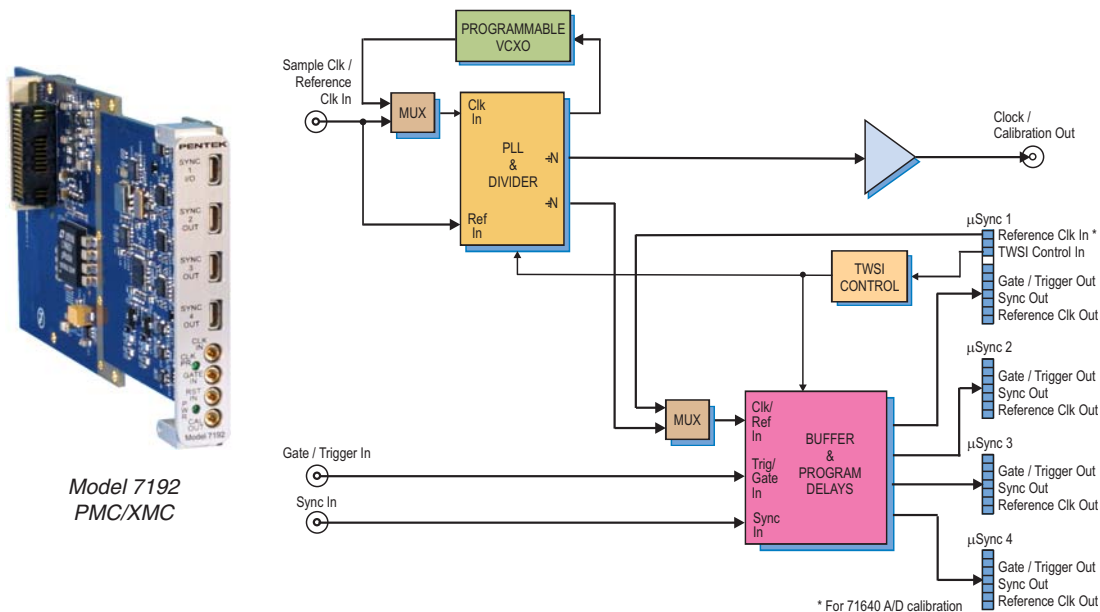 PENTEK
SYNC
1
I/O
SYNC
2
OUT
SYNC
3
OUT
SYNC
4
OUT
CLK
IN
CLK
PR
GATE
IN
RST
IN
P
W
R
CAL
OUT
Model 7192
Model 7192
PMC/XMC
PROGRAMMABLE
VCXO
Sample Clk /
Reference
Clk In
MUX
Clk
In
PLL
&
DIVIDER
÷N
÷N
Ref
In
Clock /
Calibration Out
TWSI
CONTROL
µSync 1
Reference Clk In *
TWSI Control In
Gate / Trigger Out
Sync Out
Reference Clk Out
µSync 2
Gate / Trigger Out
Sync Out
Reference Clk Out
MUX
Clk/
Ref
In
BUFFER
&
PROGRAM
DELAYS
Trig/
Gate
In
Sync
In
Gate / Trigger In
Sync In
µSync 3
Gate / Trigger Out
Sync Out
Reference Clk Out
µSync 4
Gate / Trigger Out
Sync Out
Reference Clk Out
* For 71640 A/D calibration